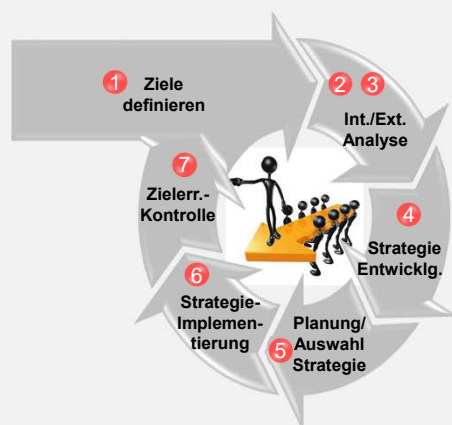 1 Ziele
definieren
2 3
Int./Ext.
Analyse
4
Strategie
Entwicklg.
5 Planung/
Auswahl
Strategie
6
Strategie-
Implemen-
tierung
7
Zielerr.-
Kontrolle